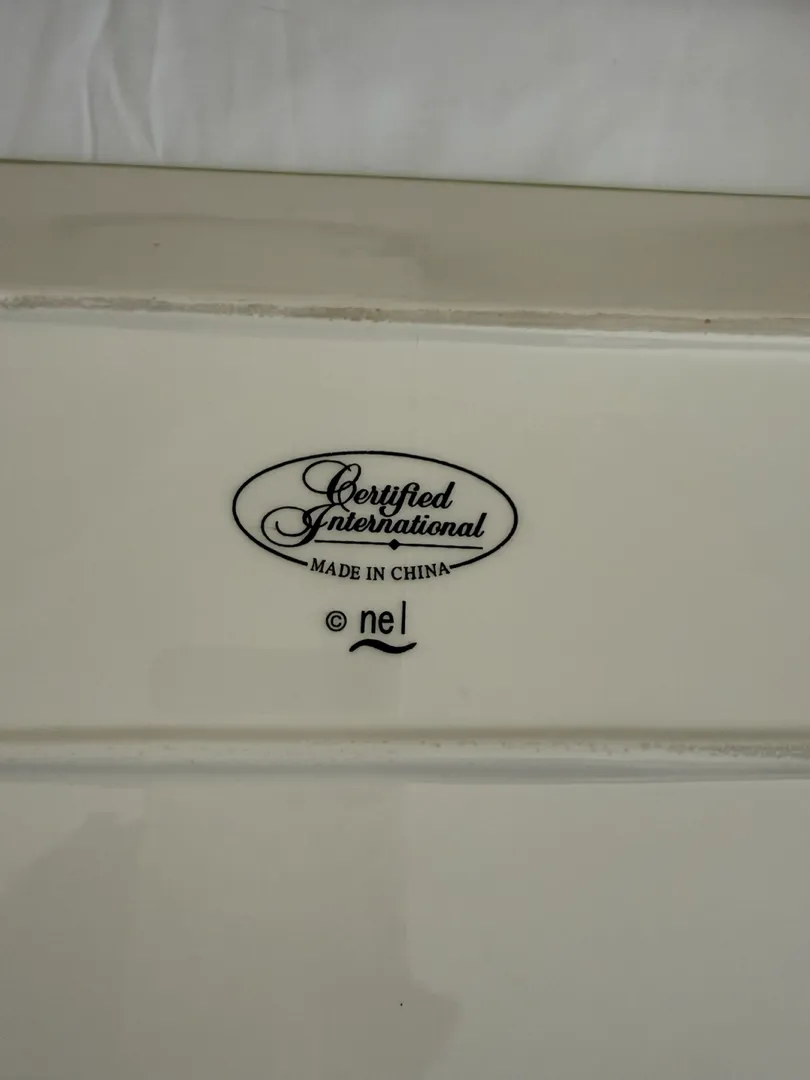 Certified
International
MADE IN CHINA
© nel